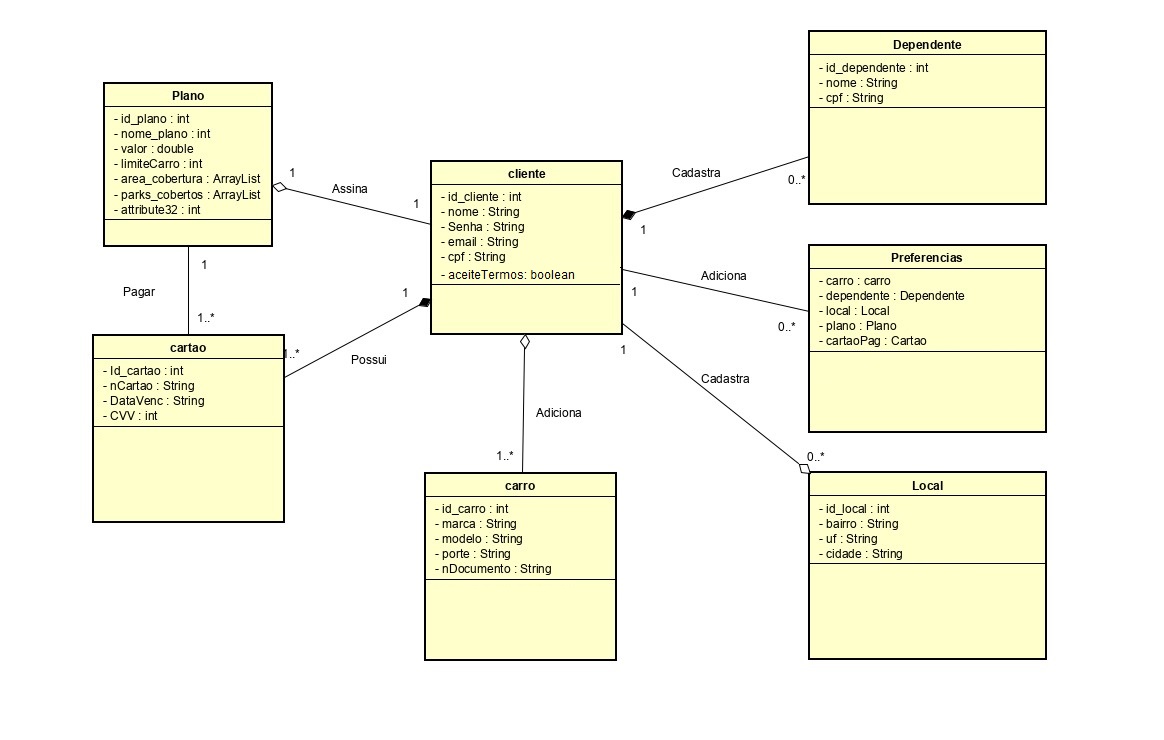 Plano
- id_plano : int
- nome_plano : int
- valor : double
- limiteCarro : int
- area_cobertura : ArrayList
- parks_cobertos : ArrayList
- attribute32 : int
1
Assina
1
Pagar
1
1..*
cartao
- Id_cartao : int
- nCartao : String
- DataVenc : String
- CVV : int
1..*
Possui
1
cliente
- id_cliente : int
- nome : String
- Senha : String
- email : String
- cpf : String
- aceiteTermos: boolean
Adiciona
1..*
carro
- id_carro : int
- marca : String
- modelo : String
- porte : String
- nDocumento : String
Cadastra
1
0..*
Dependente
- id_dependente : int
- nome : String
- cpf : String
Adiciona
1
0..*
Preferencias
- carro : carro
- dependente : Dependente
- local : Local
- plano : Plano
- cartaoPag : Cartao
1
Cadastra
0..*
Local
- id_local : int
- bairro : String
- uf : String
- cidade : String